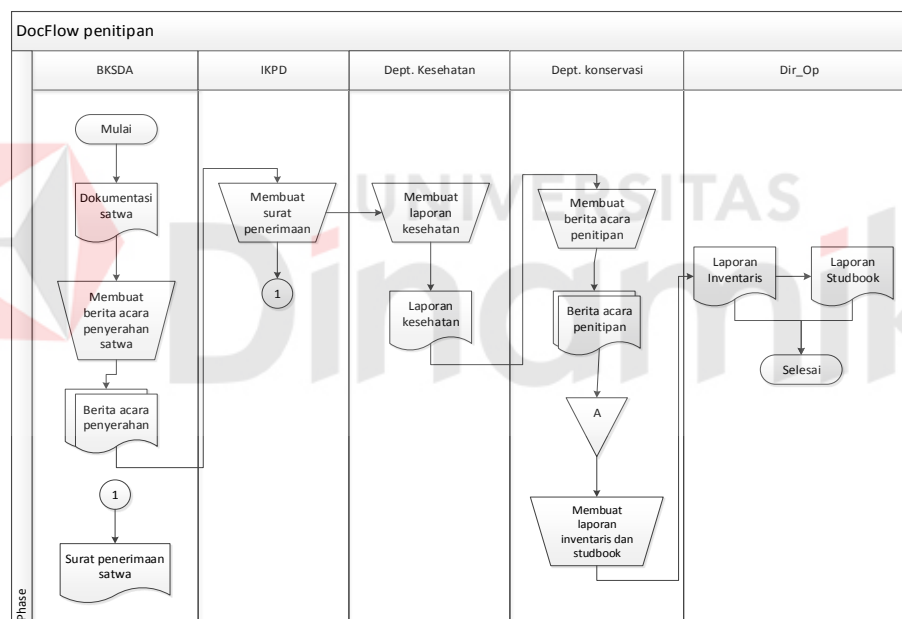 DocFlow penitipan
BKSDA
IKPD
Dept. Kesehatan
Dept. konservasi
Dir_Op
Phase
Mulai
Dokumentasi
satwa
Membuat
berita acara
penyerahan
satwa
Berita acara
penyerahan
1
Surat penerimaan
satwa
Membuat
surat
penerimaan
1
Membuat
laporan
kesehatan
Laporan
kesehatan
Membuat
berita acara
penitipan
Berita acara
penitipan
A
Membuat
laporan
inventaris dan
studbook
Laporan
Inventaris
Laporan
Studbook
Selesai
UNIVERSITAS
Dinamik